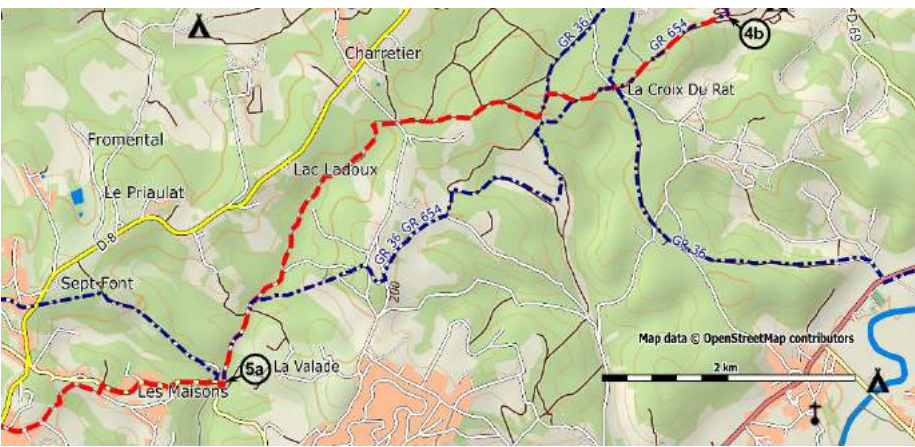 GR 36
GR 654
4b
D-69
Charretier
La Croix Du Rat
Fromental
Lac Ladoux
Le Priaulat
GR 36 GR 654
D-8
GR 36
Sept-Font
200
Map data © OpenStreetMap contributors
5a
La Valade
2 km
Les Maisons